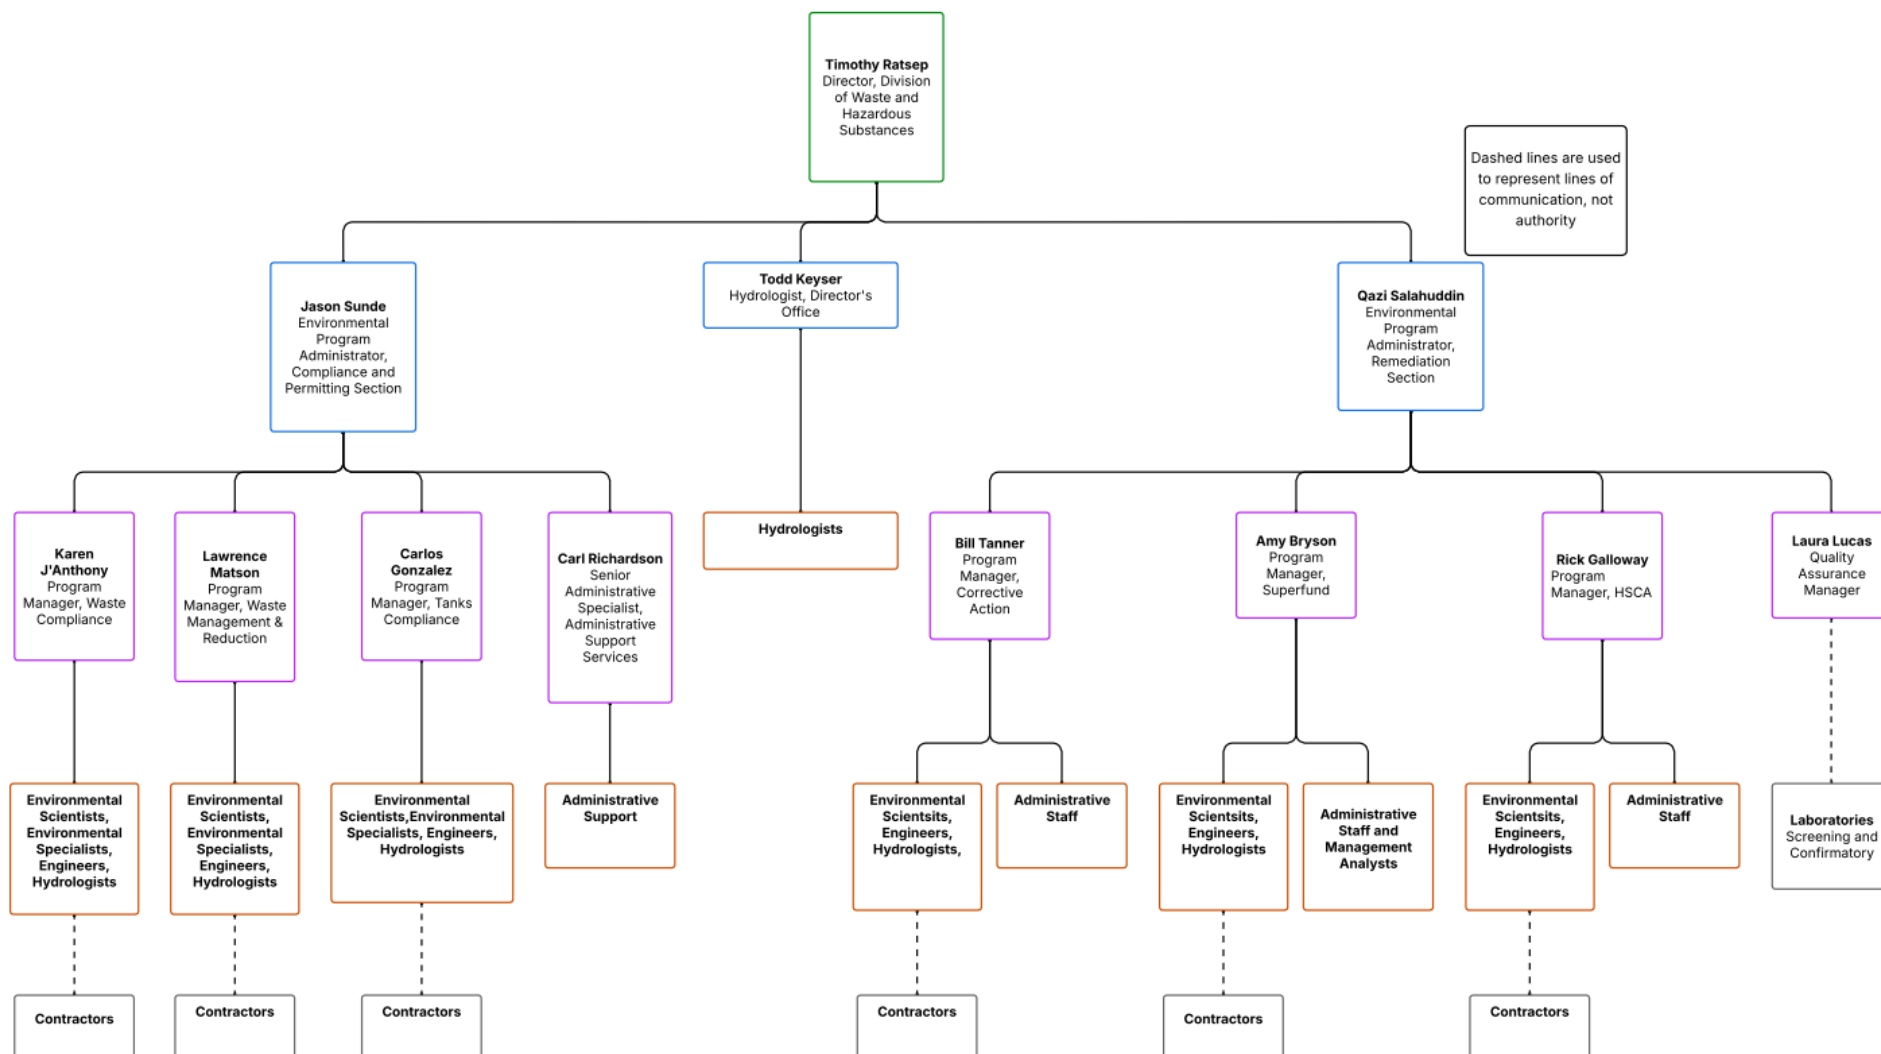 Timothy Ratsep
Director, Division
of Waste and
Hazardous
Substances
Dashed lines are used
to represent lines of
communication, not
authority
Jason Sunde
Environmental
Program
Administrator,
Compliance and
Permitting Section
Todd Keyser
Hydrologist, Director's
Office
Qazi Salahuddin
Environmental
Program
Administrator,
Remediation
Section
Karen
J'Anthony
Program
Manager, Waste
Compliance
Lawrence
Matson
Program
Manager, Waste
Management &
Reduction
Carlos
Gonzalez
Program
Manager, Tanks
Compliance
Carl Richardson
Senior
Administrative
Specialist,
Administrative
Support
Services
Hydrologists
Bill Tanner
Program
Manager,
Corrective
Action
Amy Bryson
Program
Manager,
Superfund
Rick Galloway
Program
Manager, HSCA
Laura Lucas
Quality
Assurance
Manager
Environmental
Scientists,
Environmental
Specialists,
Engineers,
Hydrologists
Environmental
Scientists,
Environmental
Specialists,
Engineers,
Hydrologists
Environmental
Scientists,Environmental
Specialists, Engineers,
Hydrologists
Administrative
Support
Environmental
Scientsits,
Engineers,
Hydrologists,
Administrative
Staff
Environmental
Scientsits,
Engineers,
Hydrologists
Administrative
Staff and
Management
Analysts
Environmental
Scientsits,
Engineers,
Hydrologists
Administrative
Staff
Laboratories
Screening and
Confirmatory
Contractors
Contractors
Contractors
Contractors
Contractors
Contractors